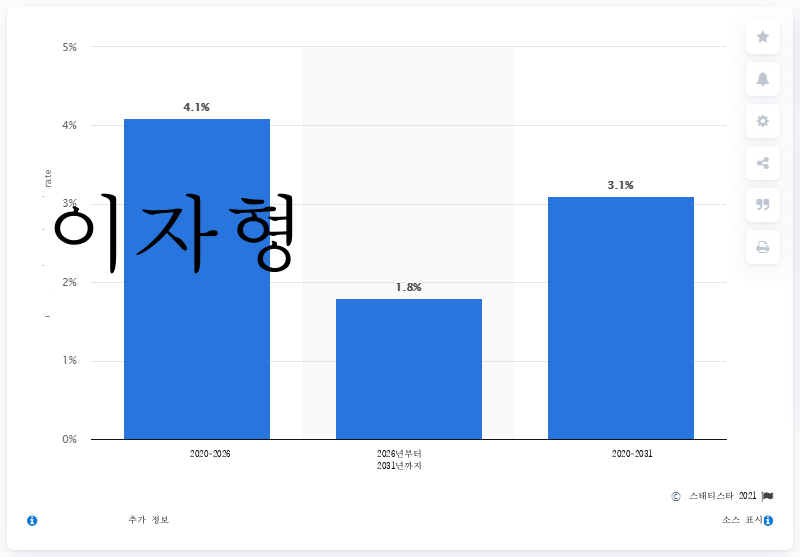 5%
4.1%
4%
rate
3.1%
3%
이자형
2%
1.8%
1%
0%
2020-2026
2026년부터
2031년까지
2020-2031
© 스태티스타 2021
추가 정보
소스 표시